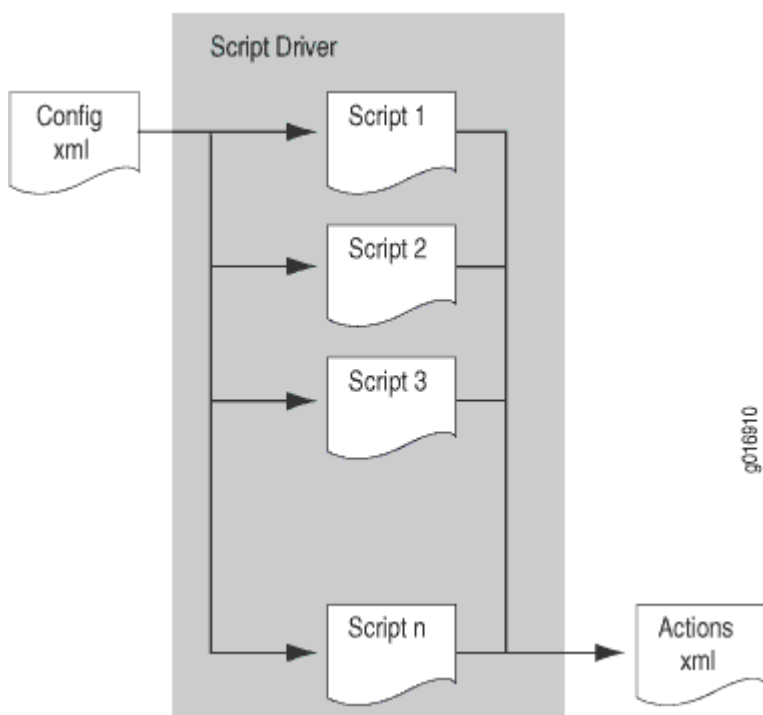 Script Driver
Config
xml
Script 1
Script 2
Script 3
Script n
Actions
xml
g016910